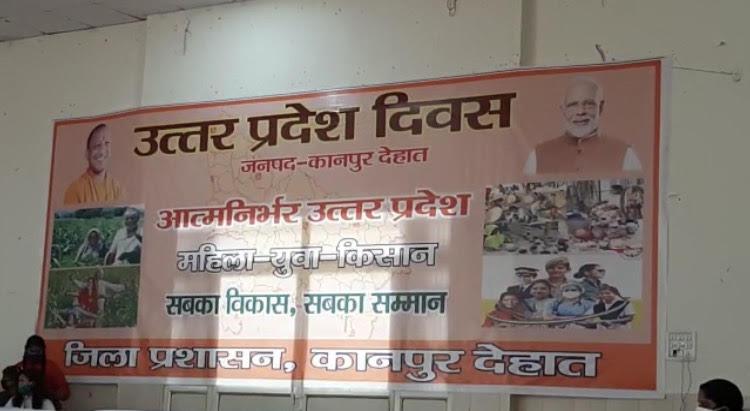 उत्तर प्रदेश दिवस
जनपद-कानपुर देहात
आत्मनिर्भर उत्तर प्रदेश
महिला-युवा-किसान
सबका विकास, सबका सम्मान
जिला प्रशासन, कानपुर देहात